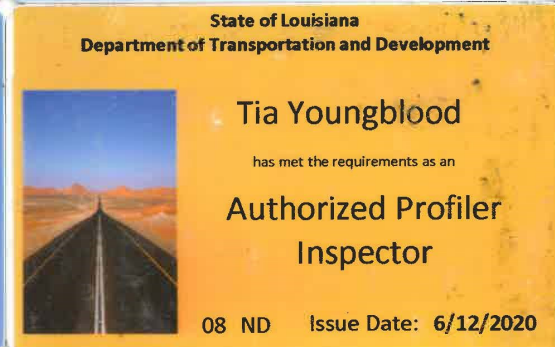 State of Louisiana
Department of Transportation and Development
Tia Youngblood
has met the requirements as an
Authorized Profiler
Inspector
08 ND Issue Date: 6/12/2020